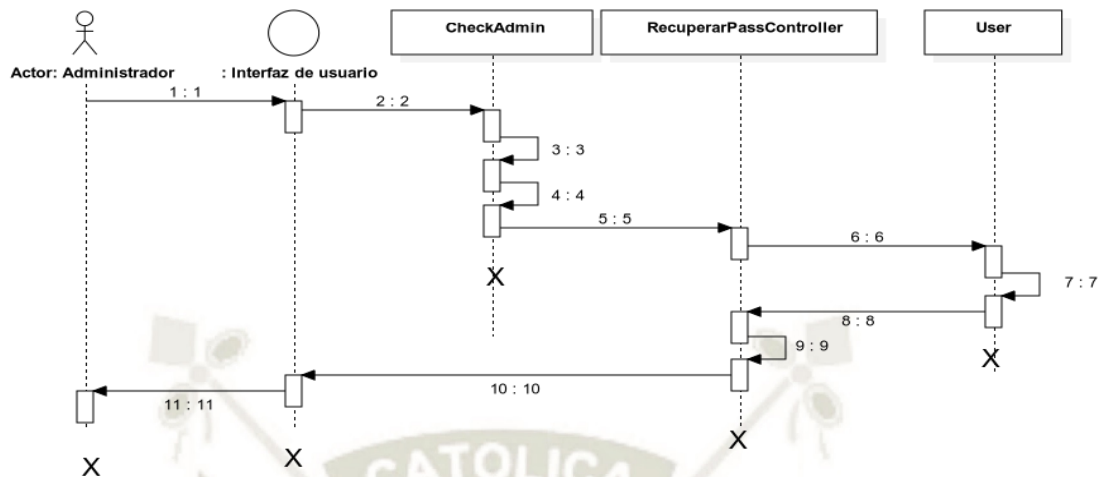 CheckAdmin
RecuperarPassController
User
Actor: Administrador
: Interfaz de usuario
1 : 1
2 : 2
3 : 3
4 : 4
5 : 5
6 : 6
7 : 7
8 : 8
9 : 9
10 : 10
11 : 11
X
X
X
X
X
CATOLICA